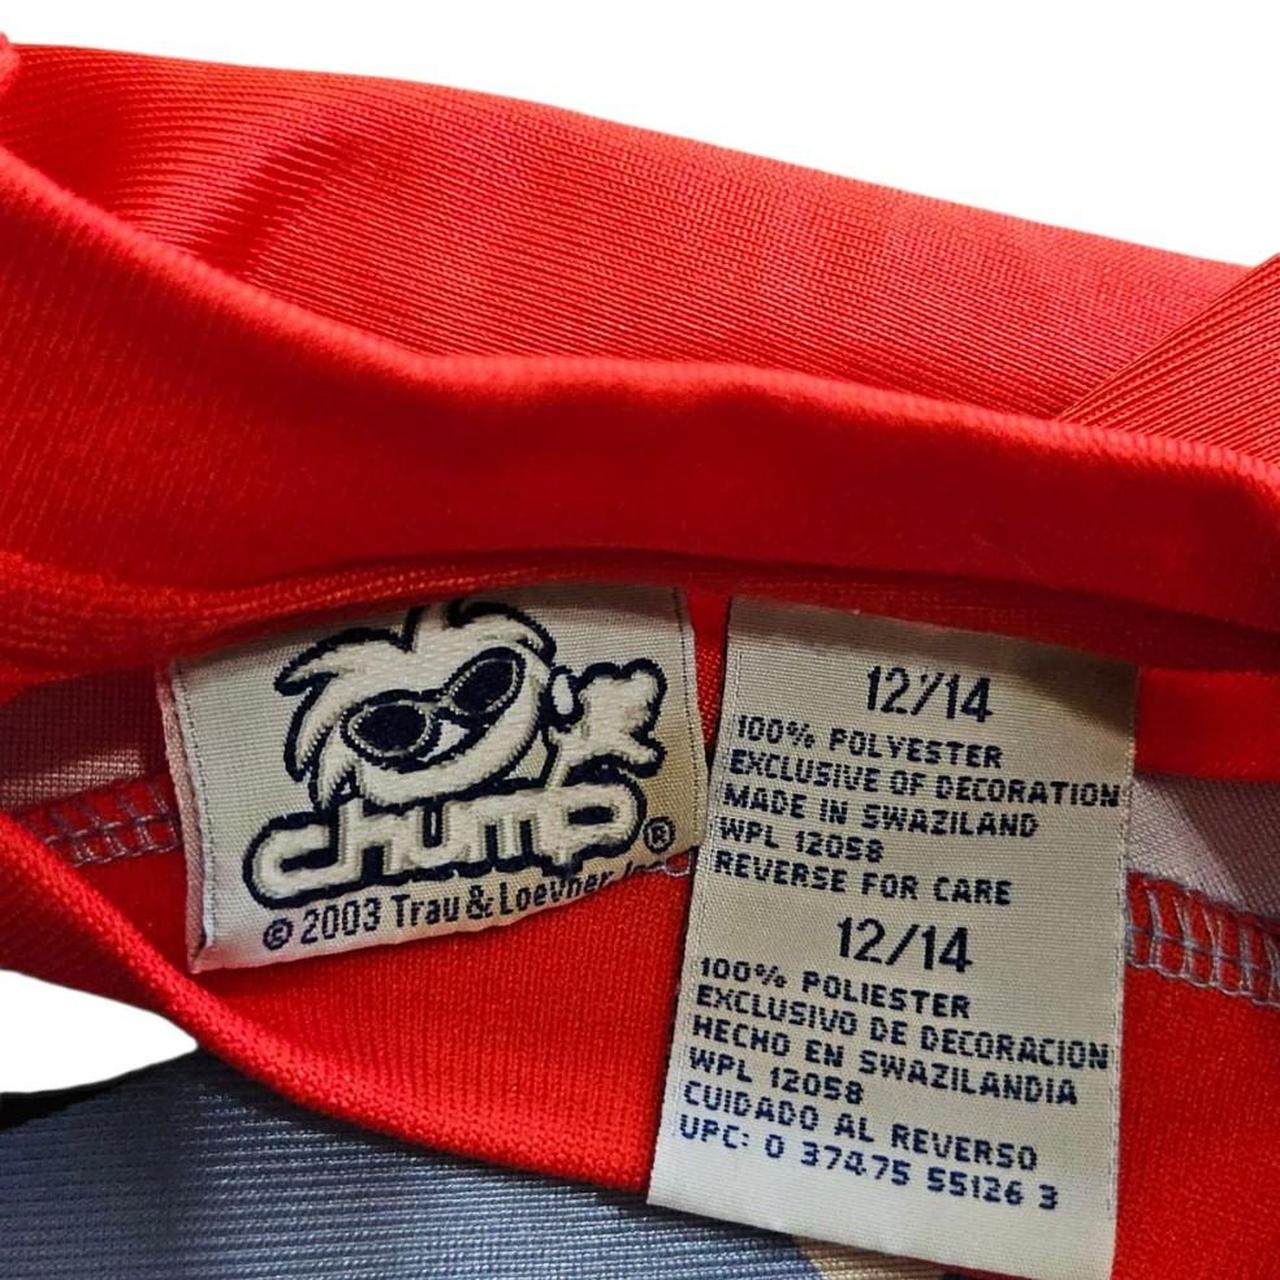 chump®
© 2003 Trau & Loevner Inc
12/14
100% POLYESTER
EXCLUSIVE OF DECORATION
MADE IN SWAZILAND
WPL 12058
REVERSE FOR CARE
12/14
100% POLIESTER
EXCLUSIVO DE DECORACION
HECHO EN SWAZILANDIA
WPL 12058
CUIDADO AL REVERSO
UPC: 0 37475 55126 3